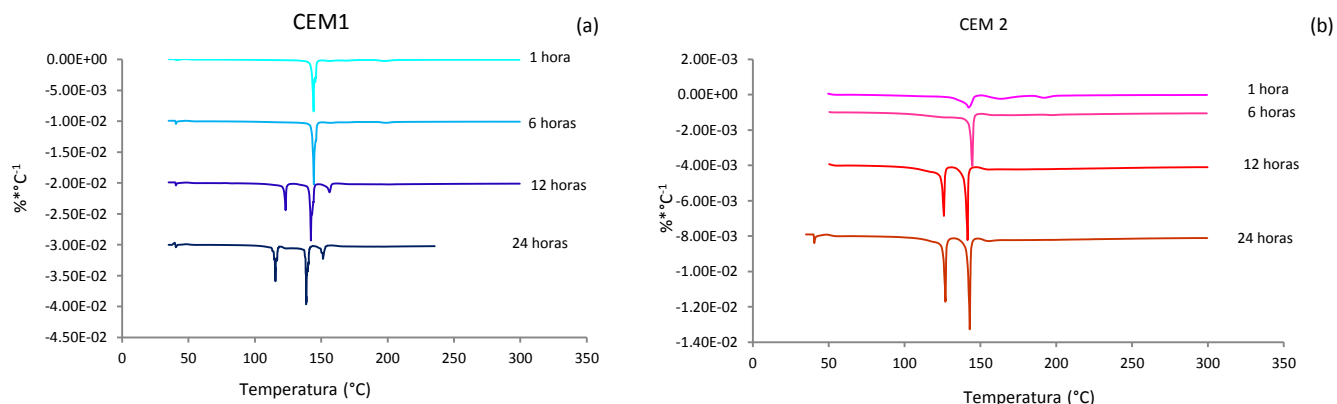 CEM1
(a)
0.00E+00
-5.00E-03
-1.00E-02
-1.50E-02
-2.00E-02
-2.50E-02
-3.00E-02
-3.50E-02
-4.00E-02
-4.50E-02
%*°C-1
1 hora
6 horas
12 horas
24 horas
0 50 100 150 200 250 300 350
Temperatura (°C)
CEM 2
(b)
2.00E-03
0.00E+00
-2.00E-03
-4.00E-03
-6.00E-03
-8.00E-03
-1.00E-02
-1.20E-02
-1.40E-02
%*°C-1
1 hora
6 horas
12 horas
24 horas
0 50 100 150 200 250 300 350
Temperatura (°C)